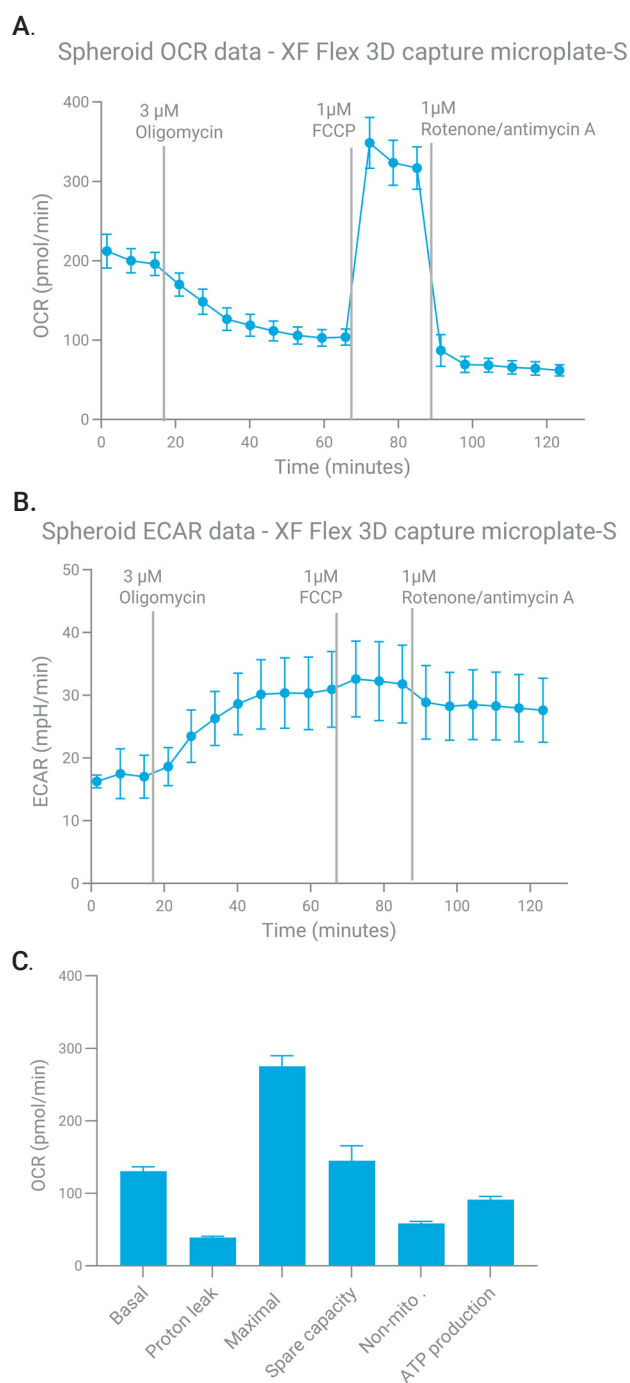 A.
Spheroid OCR data - XF Flex 3D capture microplate-S
3 µM
Oligomycin
1µM
FCCP
1µM
Rotenone/antimycin A
400
300
200
100
0
OCR (pmol/min)
0 20 40 60 80 100 120
Time (minutes)
B.
Spheroid ECAR data - XF Flex 3D capture microplate-S
3 µM
Oligomycin
1µM
FCCP
1µM
Rotenone/antimycin A
50
40
30
20
10
0
ECAR (mpH/min)
0 20 40 60 80 100 120
Time (minutes)
C.
400
300
200
100
0
OCR (pmol/min)
Basal
Proton leak
Maximal
Spare capacity
Non-mito .
ATP production